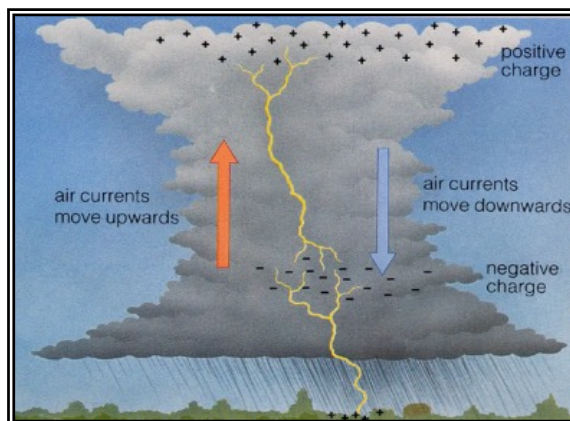 positive
charge
air currents
move upwards
air currents
move downwards
negative
charge